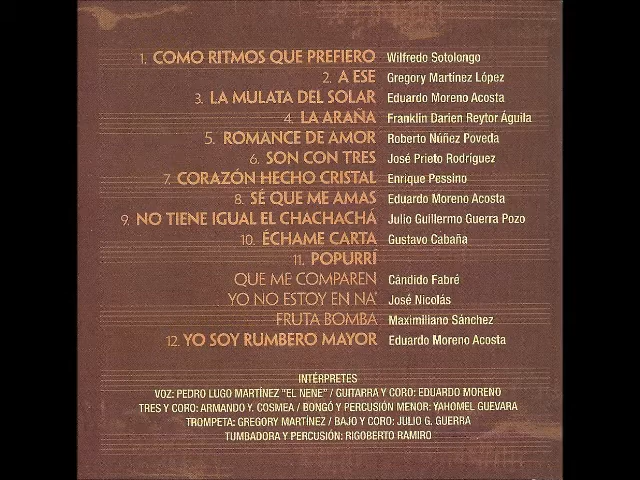 1. COMO RITMOS QUE PREFIERO Wilfredo Sotolongo
2. A ESE Gregory Martínez López
3. LA MULATA DEL SOLAR Eduardo Moreno Acosta
4. LA ARAÑA Franklin Darien Reytor Águila
5. ROMANCE DE AMOR Roberto Núñez Poveda
6. SON CON TRES José Prieto Rodríguez
7. CORAZÓN HECHO CRISTAL Enrique Pessino
8. SÉ QUE ME AMAS Eduardo Moreno Acosta
9. NO TIENE IGUAL EL CHACHACHÁ Julio Guillermo Guerra Pozo
10. ÉCHAME CARTA Gustavo Cabaña
11. POPURRÍ
QUE ME COMPAREN Cándido Fabré
YO NO ESTOY EN NA' José Nicolás
FRUTA BOMBA Maximiliano Sánchez
12. YO SOY RUMBERO MAYOR Eduardo Moreno Acosta
INTÉRPRETES
VOZ: PEDRO LUGO MARTÍNEZ "EL NENE" / GUITARRA Y CORO: EDUARDO MORENO
TRES Y CORO: ARMANDO Y. COSMEA / BONGÓ Y PERCUSIÓN MENOR: YAHOMEL GUEVARA
TROMPETA: GREGORY MARTÍNEZ / BAJO Y CORO: JULIO G. GUERRA
TUMBADORA Y PERCUSIÓN: RIGOBERTO RAMIRO